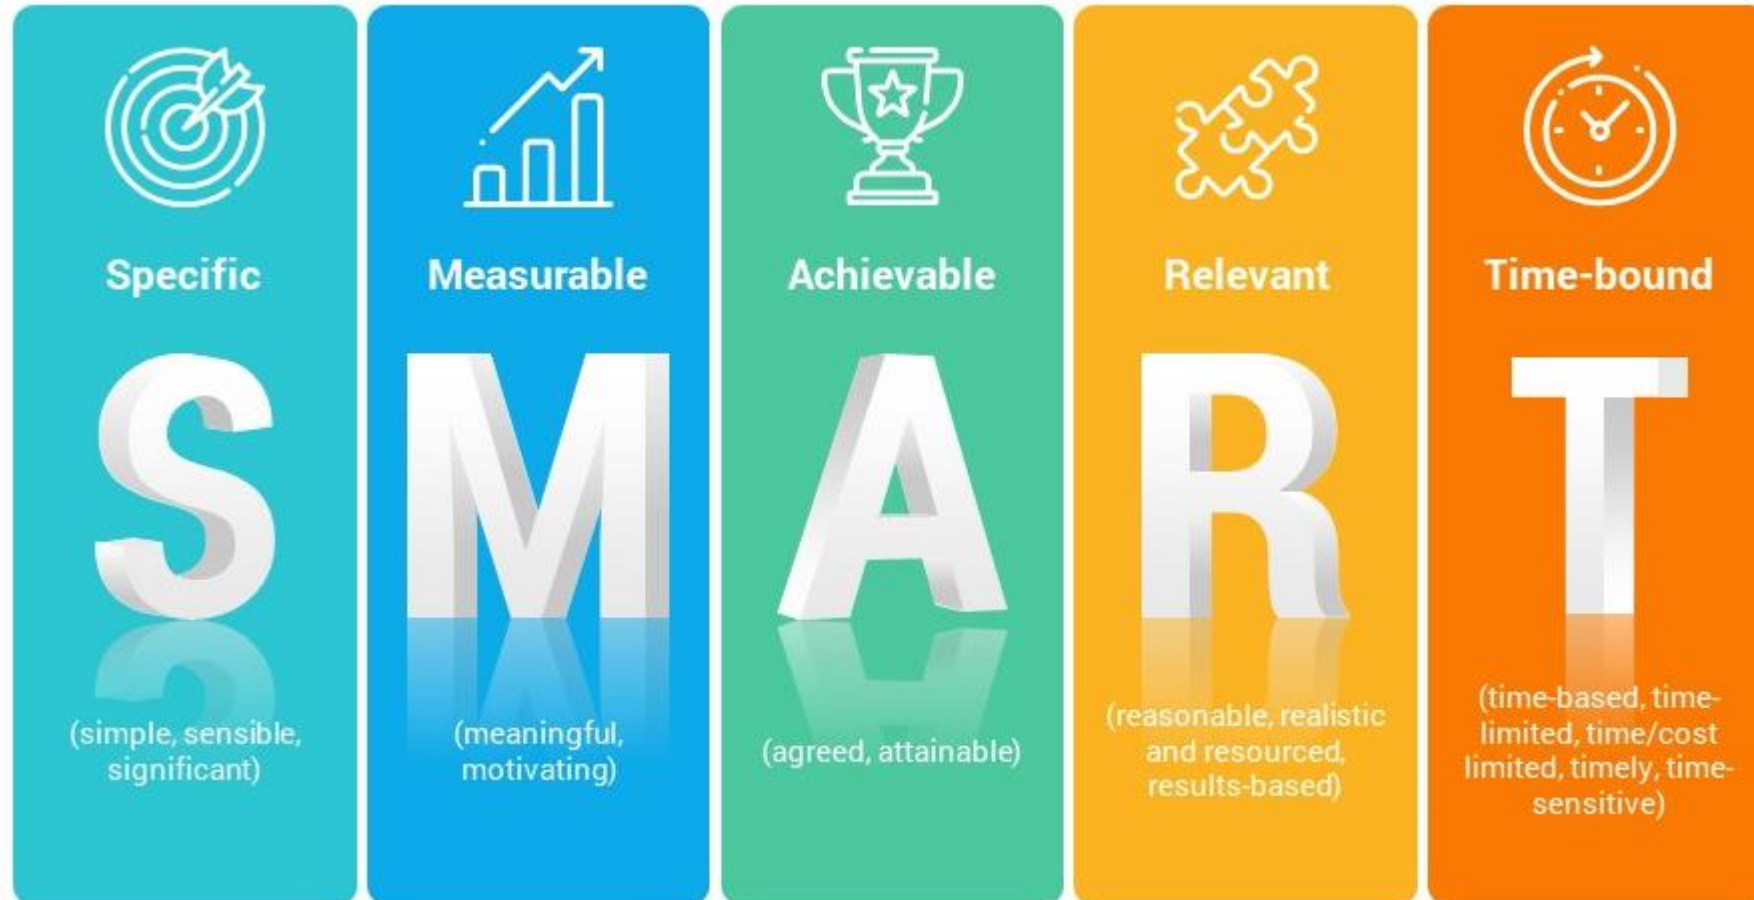 Specific
S
(simple, sensible,
significant)
Measurable
M
(meaningful,
motivating)
Achievable
A
(agreed, attainable)
Relevant
R
(reasonable, realistic
and resourced,
results-based)
Time-bound
T
(time-based, time-
limited, time/cost
limited, timely, time-
sensitive)